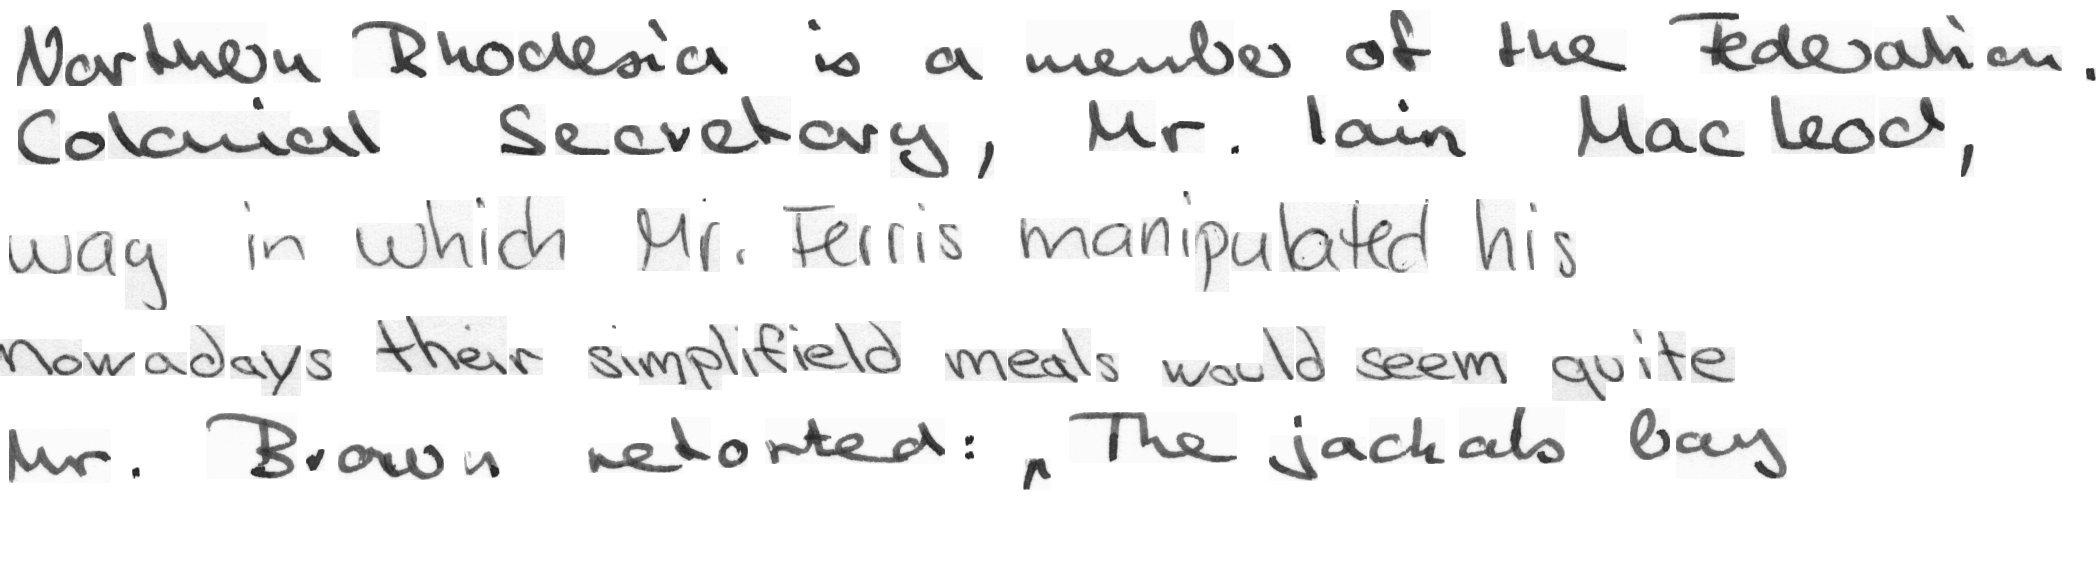 Northern Rhodesia is a member of the Federation.
Colonial Secretary, Mr. Iain Macleod,
way in which Mr. Ferris manipulated his
nowadays their simplifield meals would seem quite
Mr. Brown retorted: "The jackals bay